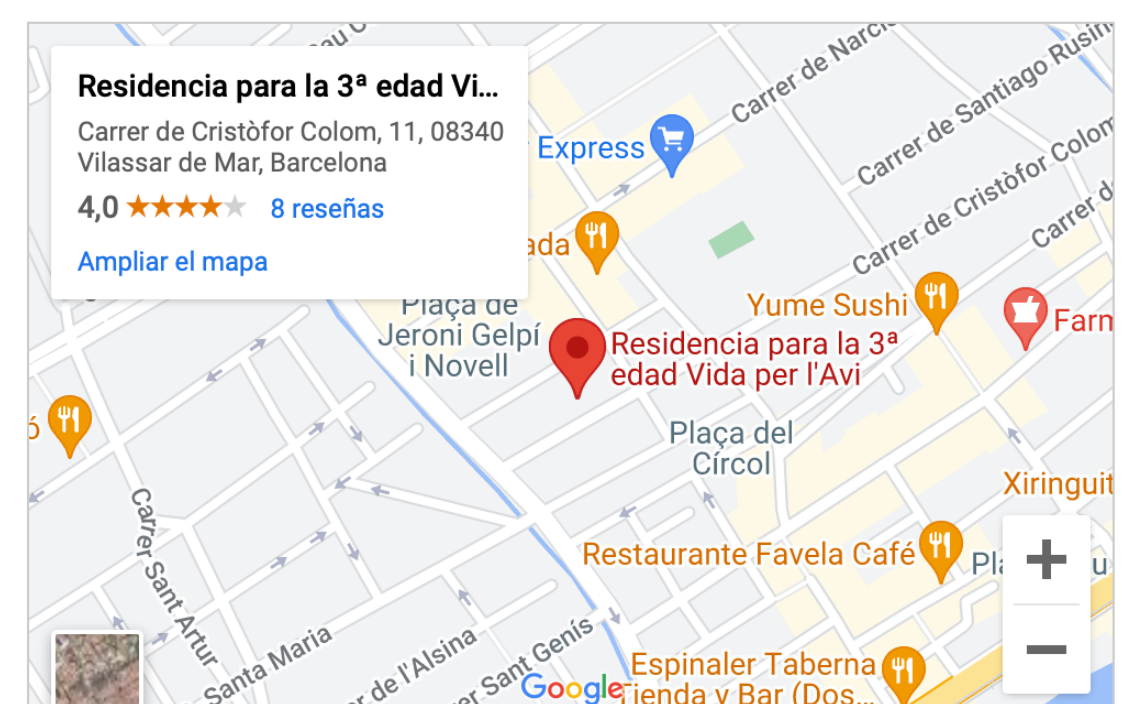 Residencia para la 3ª edad Vi...
Carrer de Cristòfor Colom, 11, 08340
Vilassar de Mar, Barcelona
4,0
8 reseñas
Ampliar el mapa
Carrer de Narcís
Carrer de Santiago Rusiñ
Carrer de Cristòfor Colom
Carrer d
Express
ada
Plaça de
Jeroni Gelpí
i Novell
Yume Sushi
Farm
Residencia para la 3ª
edad Vida per l'Avi
ó
Plaça del
Círcol
Xiringuit
Carrer Sant Artur
Restaurante Favela Café
Pla
u
Santa Maria
de l'Alsina
er Sant Genís
Espinaler Taberna
Tienda y Bar (Dos...
Google
+
−